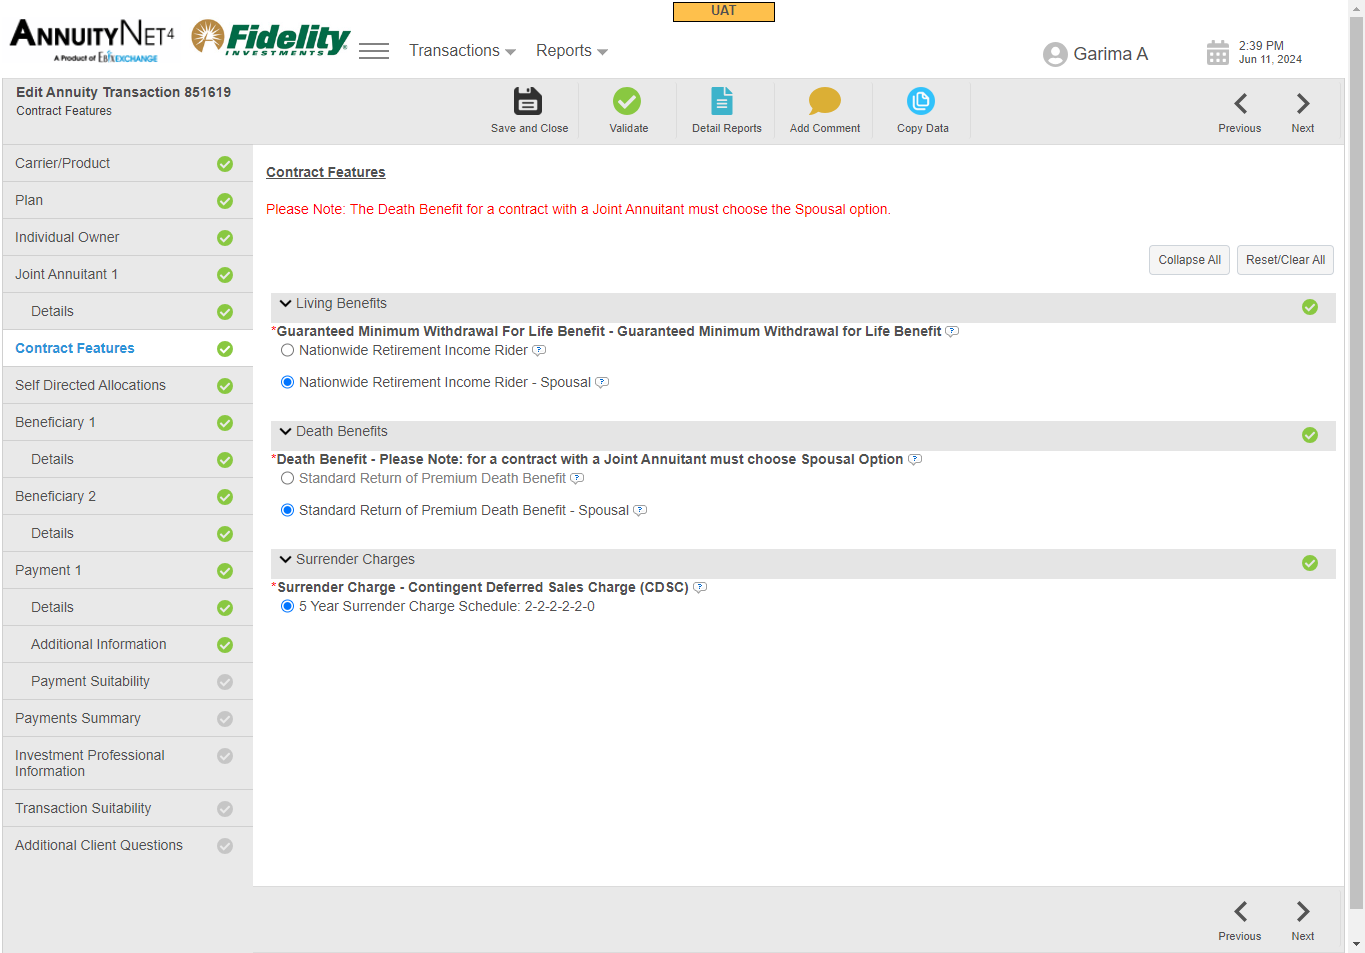 UAT
ANNUITYNET4
A Product of EbixEXCHANGE
Fidelity
INVESTMENTS
Transactions
Reports
Garima A
2:39 PM
Jun 11, 2024
Edit Annuity Transaction 851619
Contract Features
Save and Close
Validate
Detail Reports
Add Comment
Copy Data
Previous
Next
Carrier/Product
Plan
Individual Owner
Joint Annuitant 1
Details
Contract Features
Self Directed Allocations
Beneficiary 1
Details
Beneficiary 2
Details
Payment 1
Details
Additional Information
Payment Suitability
Payments Summary
Investment Professional
Information
Transaction Suitability
Additional Client Questions
Contract Features
Please Note: The Death Benefit for a contract with a Joint Annuitant must choose the Spousal option.
Collapse All
Reset/Clear All
Living Benefits
*Guaranteed Minimum Withdrawal For Life Benefit - Guaranteed Minimum Withdrawal for Life Benefit
Nationwide Retirement Income Rider
Nationwide Retirement Income Rider - Spousal
Death Benefits
*Death Benefit - Please Note: for a contract with a Joint Annuitant must choose Spousal Option
Standard Return of Premium Death Benefit
Standard Return of Premium Death Benefit - Spousal
Surrender Charges
*Surrender Charge - Contingent Deferred Sales Charge (CDSC)
5 Year Surrender Charge Schedule: 2-2-2-2-2-0
Previous
Next